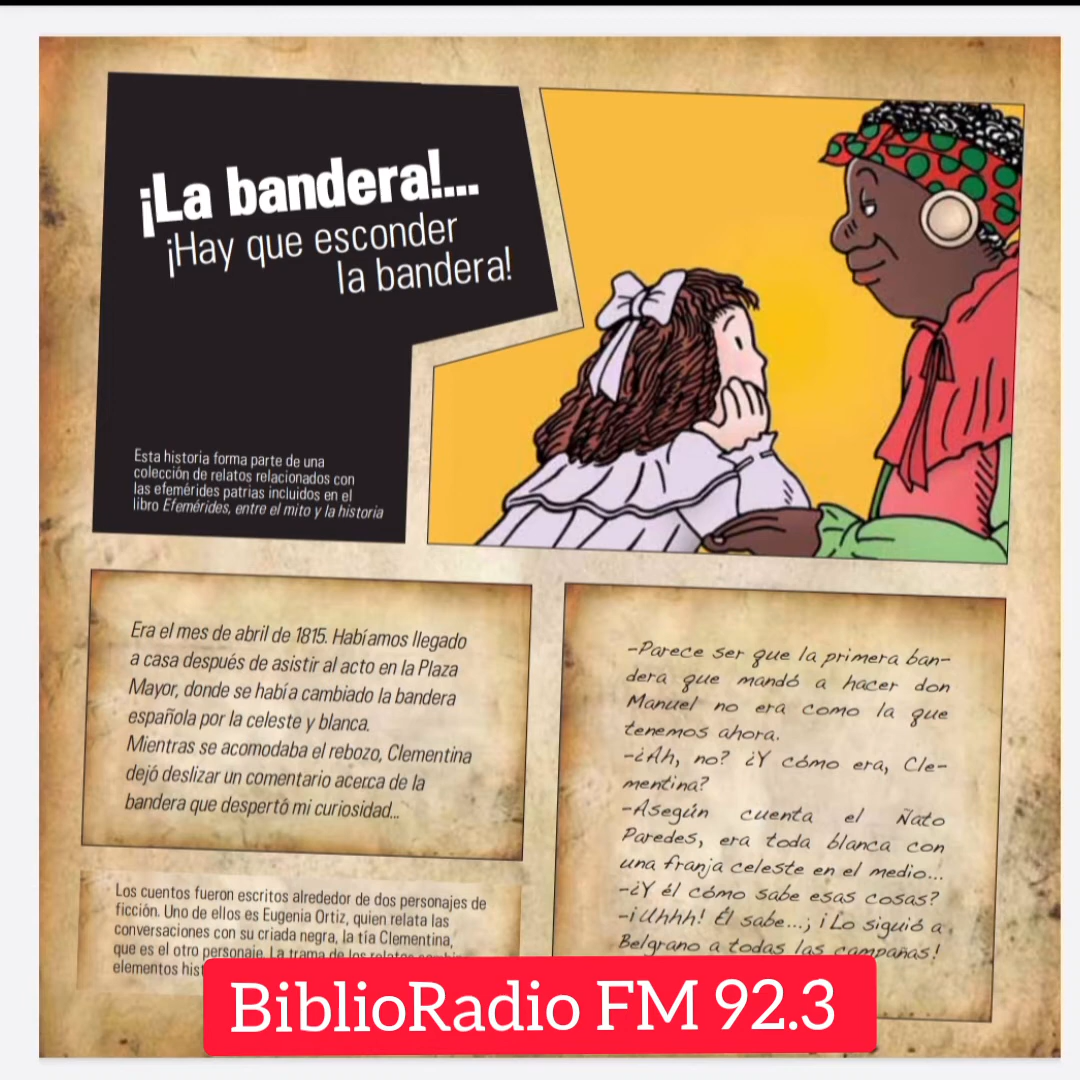 ¡La bandera!...
¡Hay que esconder
la bandera!
Esta historia forma parte de una
colección de relatos relacionados con
las efemérides patrias incluidos en el
libro Efemérides, entre el mito y la historia
Era el mes de abril de 1815. Habíamos llegado
a casa después de asistir al acto en la Plaza
Mayor, donde se había cambiado la bandera
española por la celeste y blanca.
Mientras se acomodaba el rebozo, Clementina
dejó deslizar un comentario acerca de la
bandera que despertó mi curiosidad...
Los cuentos fueron escritos alrededor de dos personajes de
ficción. Uno de ellos es Eugenia Ortiz, quien relata las
conversaciones con su criada negra, la tía Clementina,
que es el otro personaje. La trama de los relatos
elementos
-Parece ser que la primera ban-
dera que mandó a hacer don
Manuel no era como la que
tenemos ahora.
-¿Ah, no? ¿Y cómo era, Cle-
mentina?
-Asegún cuenta el Ñato
Paredes, era toda blanca con
una franja celeste en el medio...
-¿Y él cómo sabe esas cosas?
-¡Uhhh! Él sabe...; ¡Lo siguió a
Belgrano a todas las campañas!
BiblioRadio FM 92.3